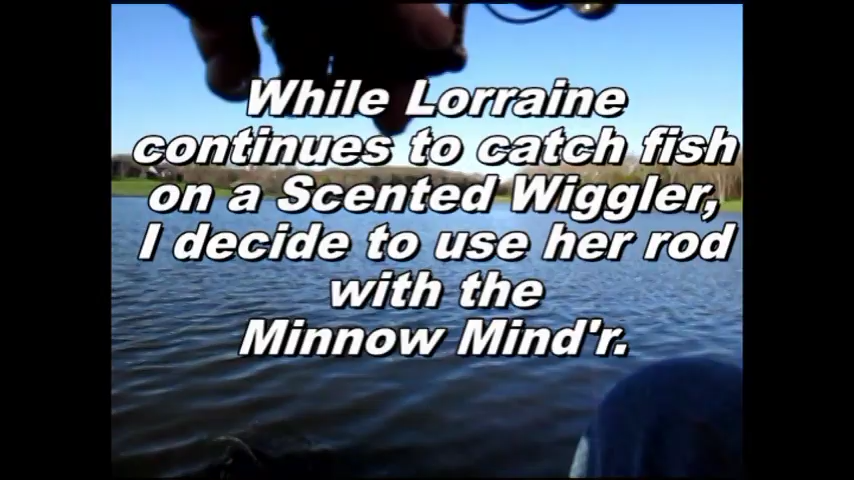 While Lorraine
continues to catch fish
on a Scented Wiggler,
I decide to use her rod
with the
Minnow Mind'r.